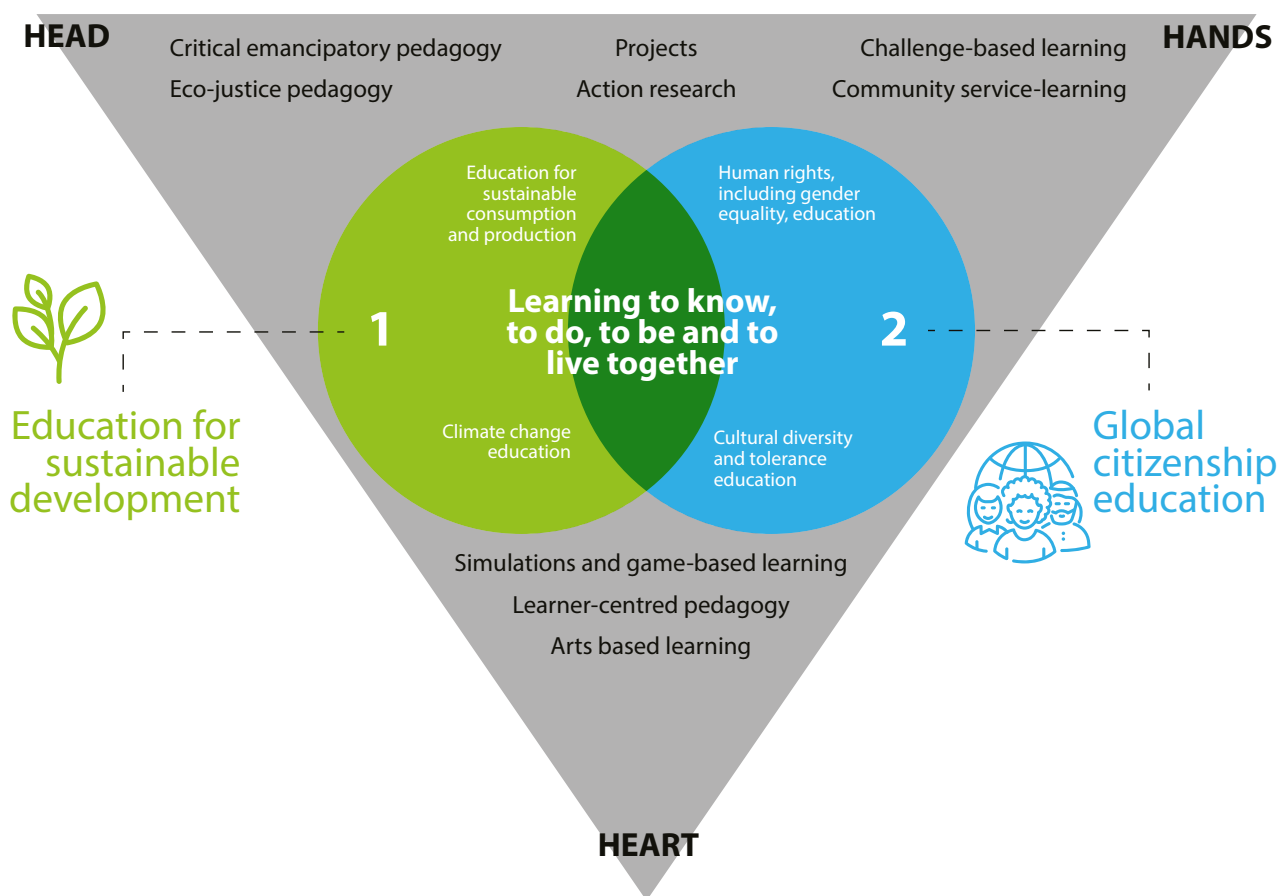 HEAD
HANDS
Critical emancipatory pedagogy
Eco-justice pedagogy
Projects
Action research
Challenge-based learning
Community service-learning
Education for
sustainable
consumption
and production
Human rights,
including gender
equality, education
1
Learning to know,
to do, to be and to
live together
2
Climate change
education
Cultural diversity
and tolerance
education
Education for
sustainable
development
Global
citizenship
education
Simulations and game-based learning
Learner-centred pedagogy
Arts based learning
HEART